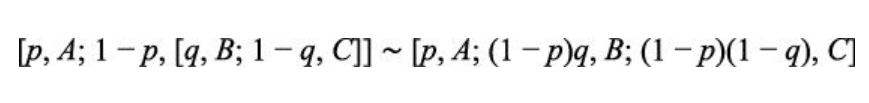 [p, A; 1 − p, [q, B; 1 − q, C]] ~ [p, A; (1 − p)q, B; (1 − p)(1 − q), C]